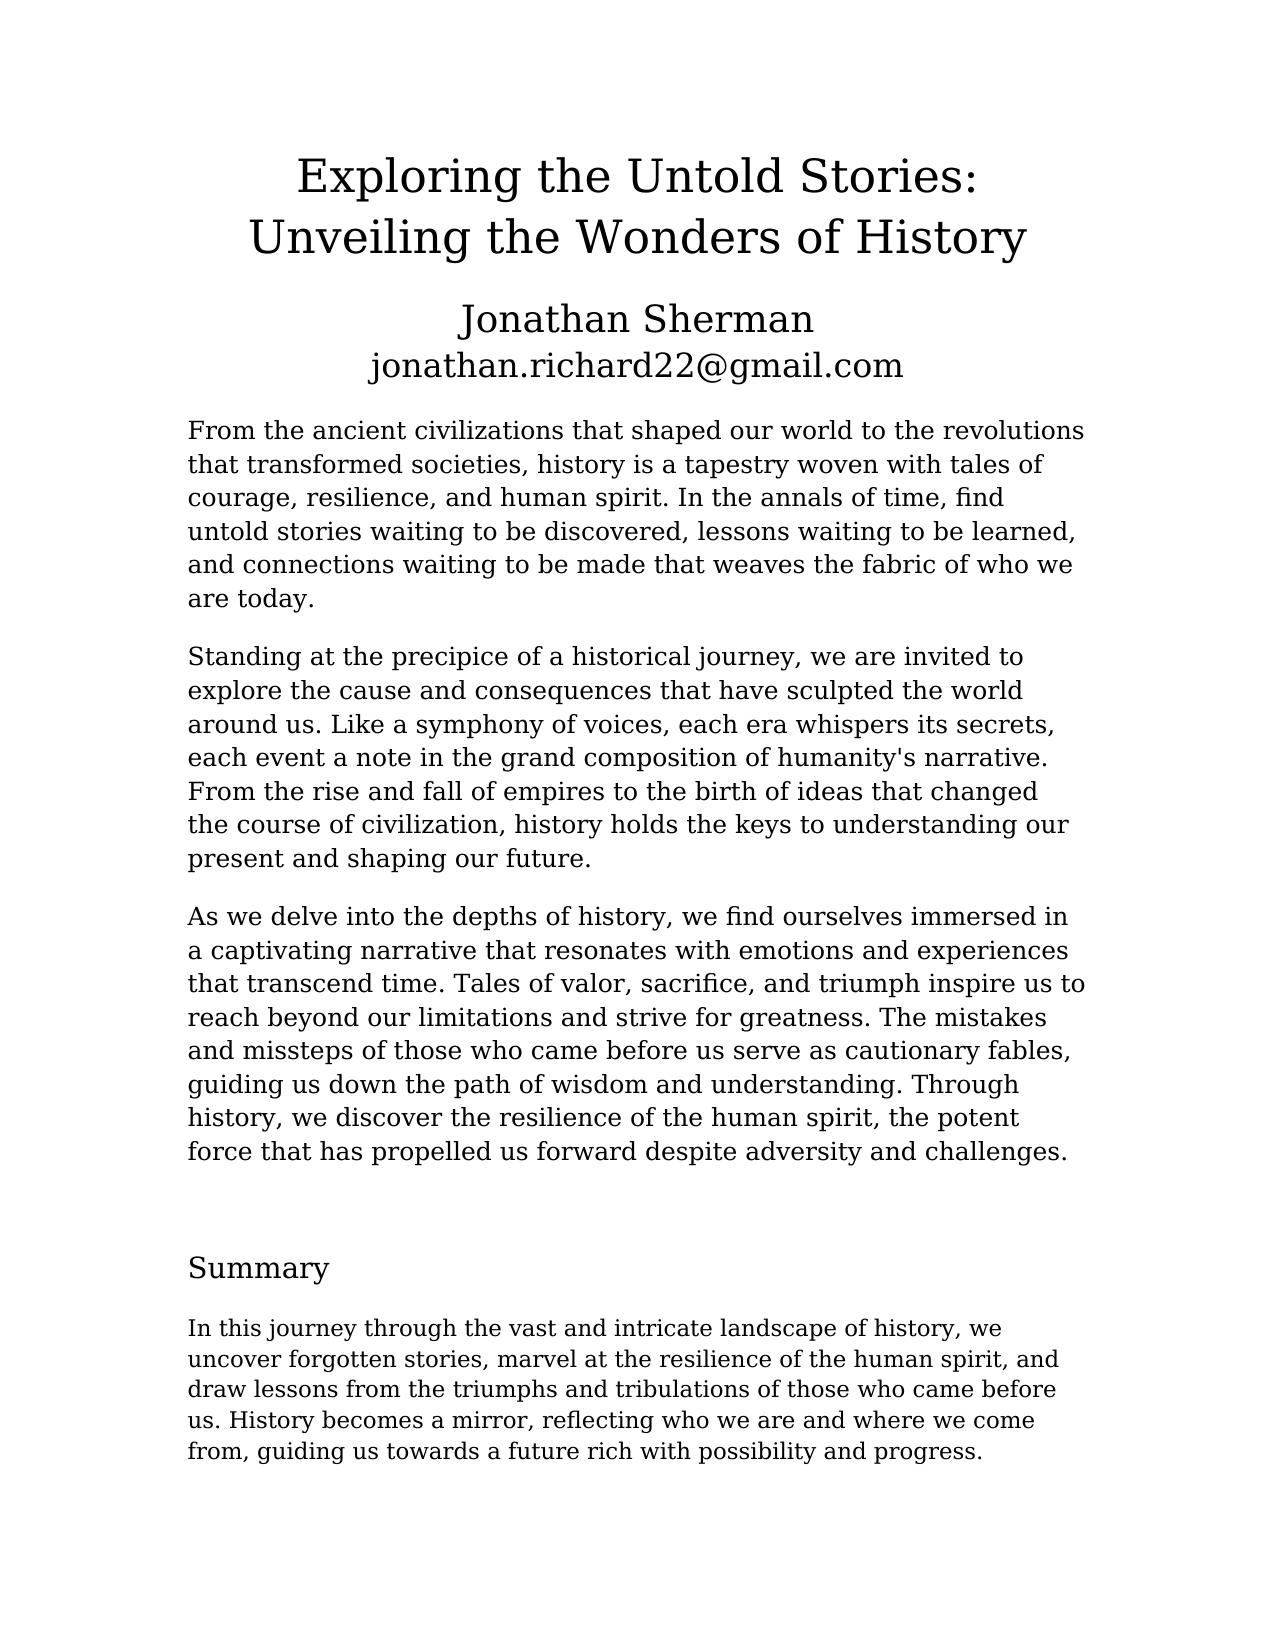 Exploring the Untold Stories:
Unveiling the Wonders of History
Jonathan Sherman
jonathan.richard22@gmail.com
From the ancient civilizations that shaped our world to the revolutions
that transformed societies, history is a tapestry woven with tales of
courage, resilience, and human spirit. In the annals of time, find
untold stories waiting to be discovered, lessons waiting to be learned,
and connections waiting to be made that weaves the fabric of who we
are today.
Standing at the precipice of a historical journey, we are invited to
explore the cause and consequences that have sculpted the world
around us. Like a symphony of voices, each era whispers its secrets,
each event a note in the grand composition of humanity's narrative.
From the rise and fall of empires to the birth of ideas that changed
the course of civilization, history holds the keys to understanding our
present and shaping our future.
As we delve into the depths of history, we find ourselves immersed in
a captivating narrative that resonates with emotions and experiences
that transcend time. Tales of valor, sacrifice, and triumph inspire us to
reach beyond our limitations and strive for greatness. The mistakes
and missteps of those who came before us serve as cautionary fables,
guiding us down the path of wisdom and understanding. Through
history, we discover the resilience of the human spirit, the potent
force that has propelled us forward despite adversity and challenges.
Summary
In this journey through the vast and intricate landscape of history, we
uncover forgotten stories, marvel at the resilience of the human spirit, and
draw lessons from the triumphs and tribulations of those who came before
us. History becomes a mirror, reflecting who we are and where we come
from, guiding us towards a future rich with possibility and progress.